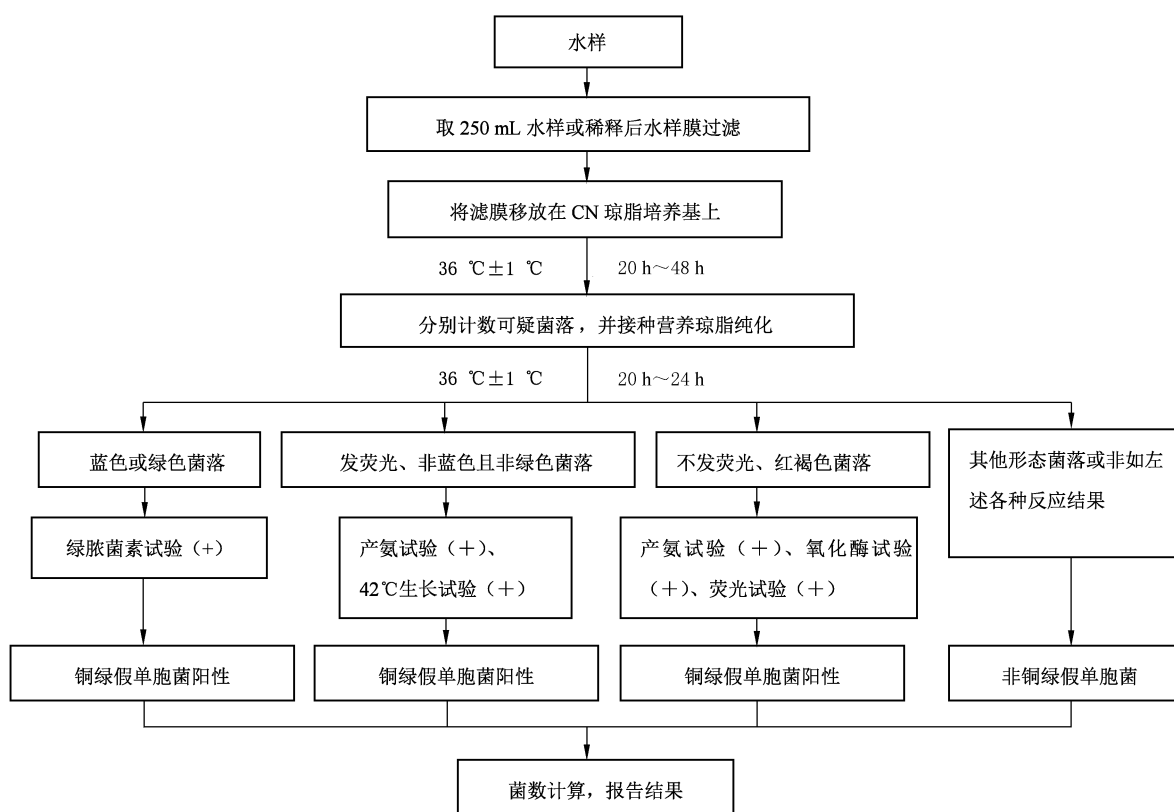 水样
取 250 mL 水样或稀释后水样膜过滤
将滤膜移放在 CN 琼脂培养基上
36 ℃±1 ℃ 20 h～48 h
分别计数可疑菌落，并接种营养琼脂纯化
36 ℃±1 ℃ 20 h～24 h
蓝色或绿色菌落
发荧光、非蓝色且非绿色菌落
不发荧光、红褐色菌落
其他形态菌落或非如左
述各种反应结果
绿脓菌素试验（+）
产氨试验（+）、
42℃生长试验（+）
产氨试验（+）、氧化酶试验
（+）、荧光试验（+）
铜绿假单胞菌阳性
铜绿假单胞菌阳性
铜绿假单胞菌阳性
非铜绿假单胞菌
菌数计算，报告结果